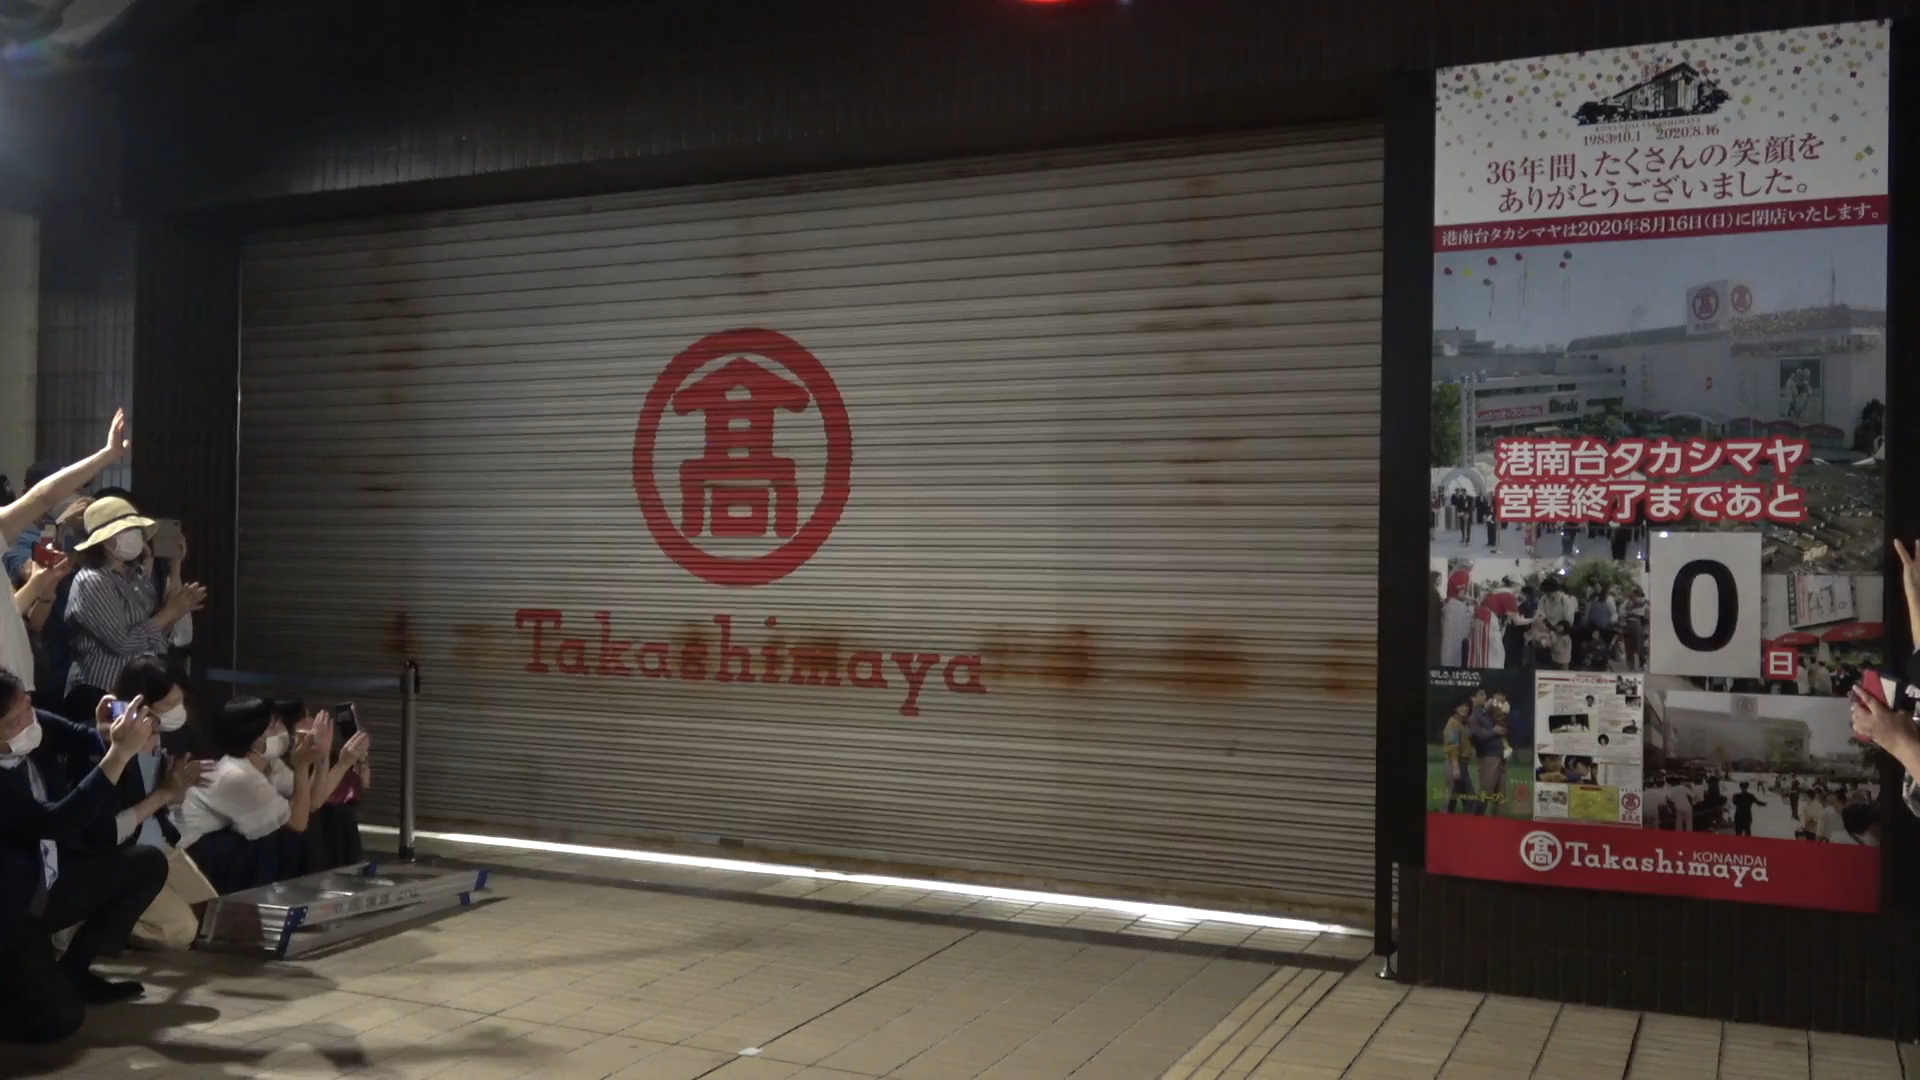 髙
Takashimaya
KONANDAI TAKASHIMAYA
1983.10.1 2020.8.16
36年間、たくさんの笑顔を
ありがとうございました。
港南台タカシマヤは2020年8月16日(日)に閉店いたします。
港南台タカシマヤ
営業終了まであと
0
日
髙
Takashimaya
KONANDAI